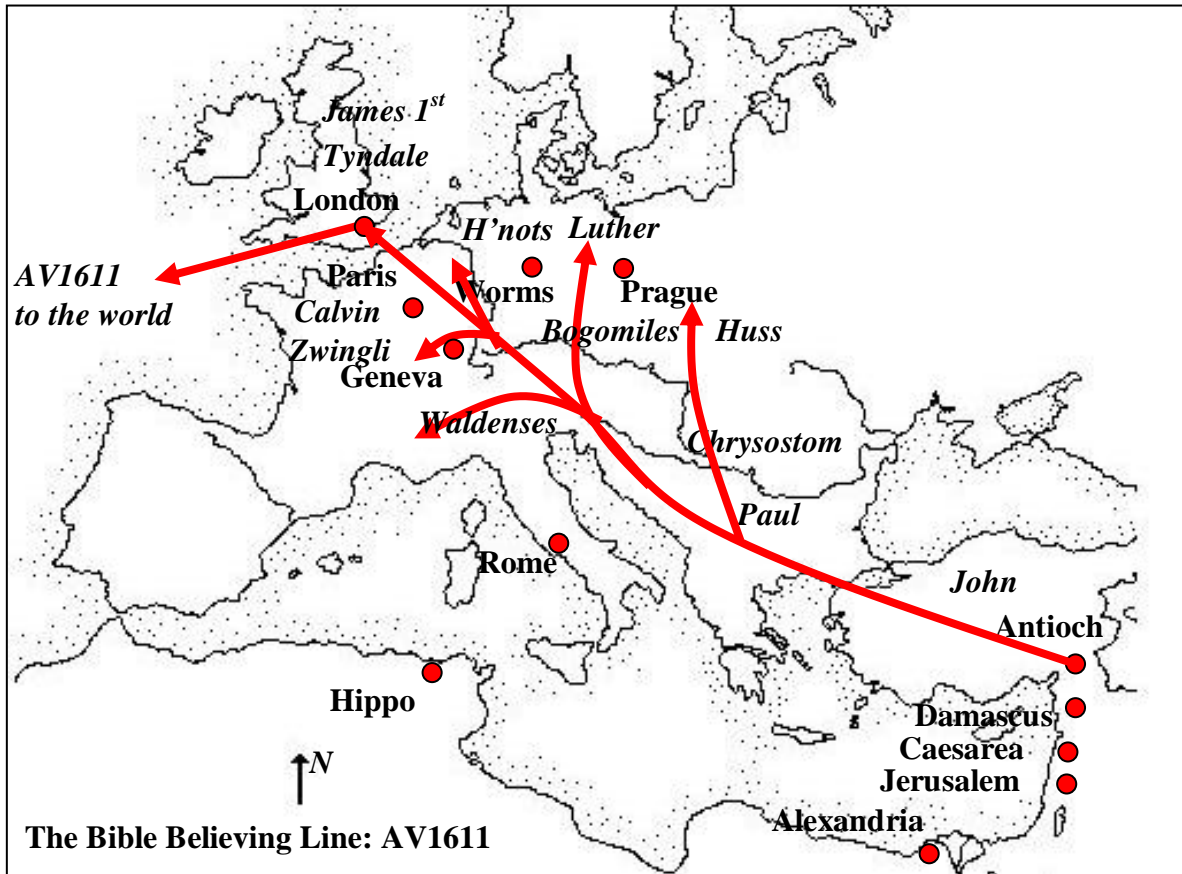 James 1st
Tyndale
London
H'nots
Luther
AV1611
to the world
Paris
Worms
Prague
Calvin
Bogomiles
Huss
Zwingli
Geneva
Waldenses
Chrysostom
Paul
Rome
John
Antioch
Hippo
Damascus
Caesarea
N
Jerusalem
Alexandria
The Bible Believing Line: AV1611